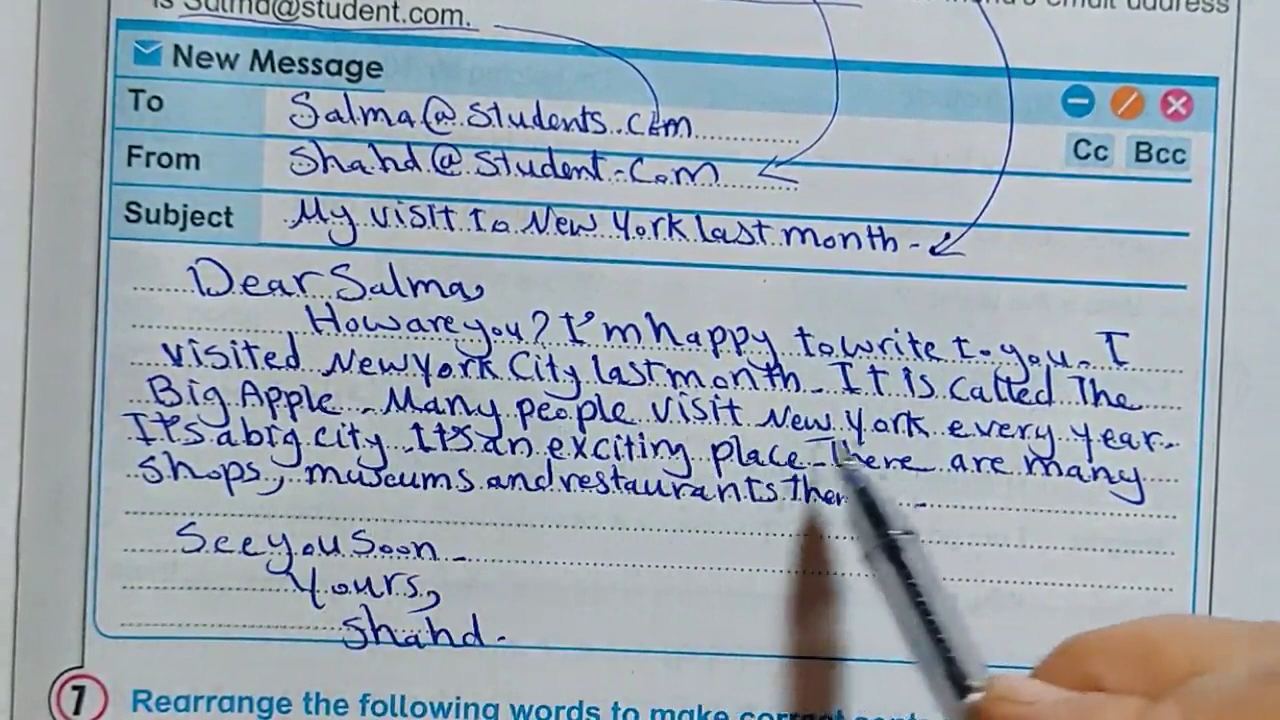 is Salma@student.com.
email address
New Message
To Salma@students.com
From Shahd@student.com
Cc Bcc
Subject My visit to New York last month.
Dear Salma,
How are you? I'm happy to write to you. I
visited New York City last month. It is called The
Big Apple. Many people visit New York every year.
It's a big city. It's an exciting place. There are many
shops, museums and restaurants
See you soon.
Yours,
Shahd.
7 Rearrange the following words to make correct